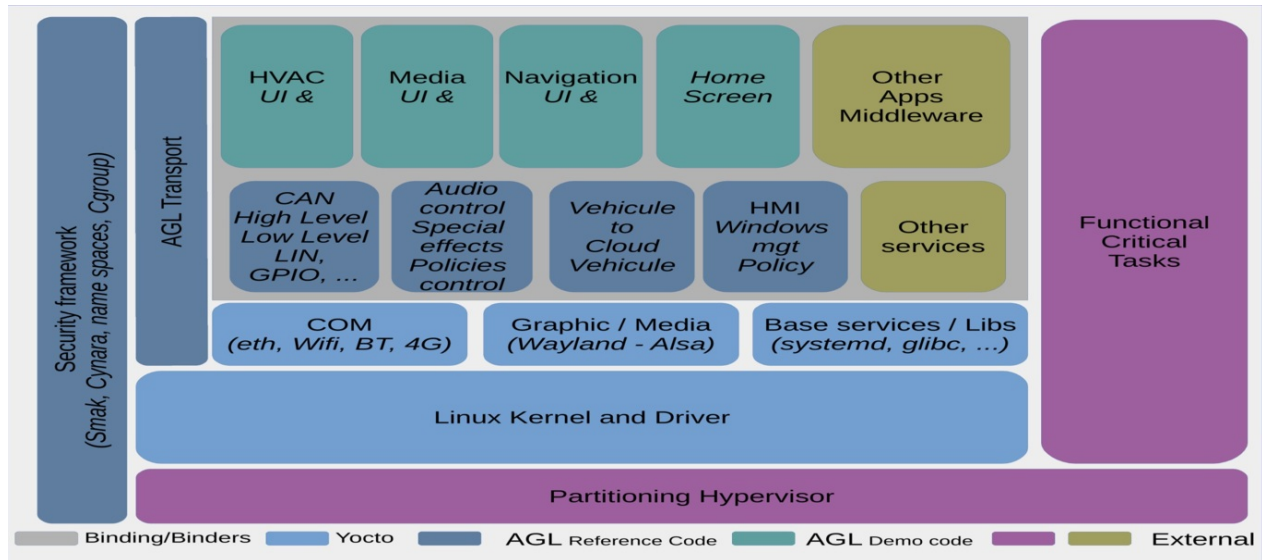 Security framework
(Smak, Cynara, name spaces, Cgroup)
AGL Transport
HVAC
UI &
Media
UI &
Navigation
UI &
Home
Screen
Other
Apps
Middleware
CAN
High Level
Low Level
LIN,
GPIO, ...
Audio
control
Special
effects
Policies
control
Vehicule
to
Cloud
Vehicule
HMI
Windows
mgt
Policy
Other
services
Functional
Critical
Tasks
COM
(eth, Wifi, BT, 4G)
Graphic / Media
(Wayland - Alsa)
Base services / Libs
(systemd, glibc, ...)
Linux Kernel and Driver
Partitioning Hypervisor
Binding/Binders
Yocto
AGL Reference Code
AGL Demo code
External